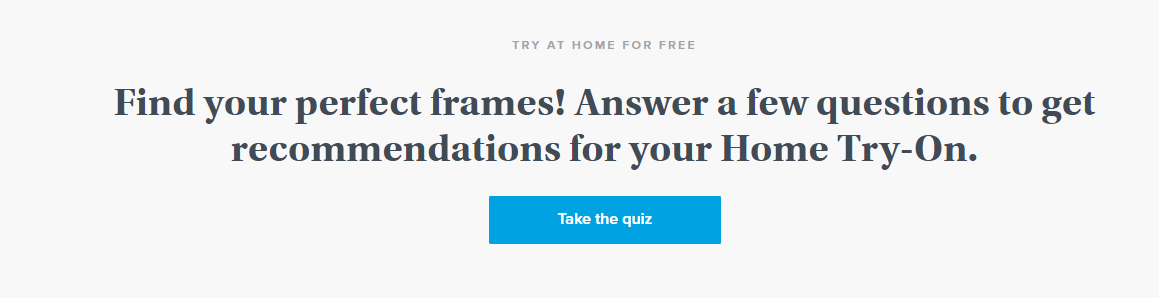 TRY AT HOME FOR FREE
Find your perfect frames! Answer a few questions to get
recommendations for your Home Try-On.
Take the quiz